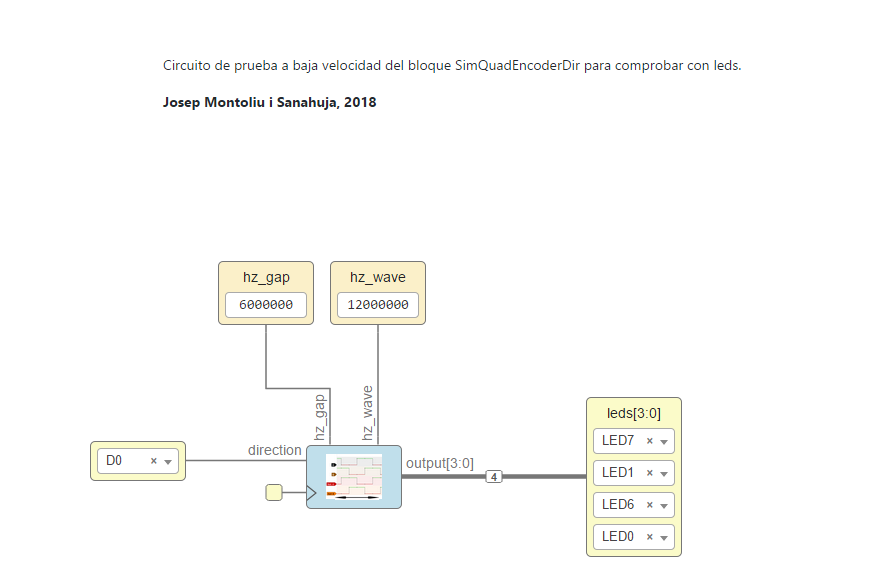 Circuito de prueba a baja velocidad del bloque SimQuadEncoderDir para comprobar con leds.
Josep Montoliu i Sanahuja, 2018
hz_gap
6000000
hz_wave
12000000
hz_gap
hz_wave
direction
D0
output[3:0]
4
leds[3:0]
LED7
LED1
LED6
LED0